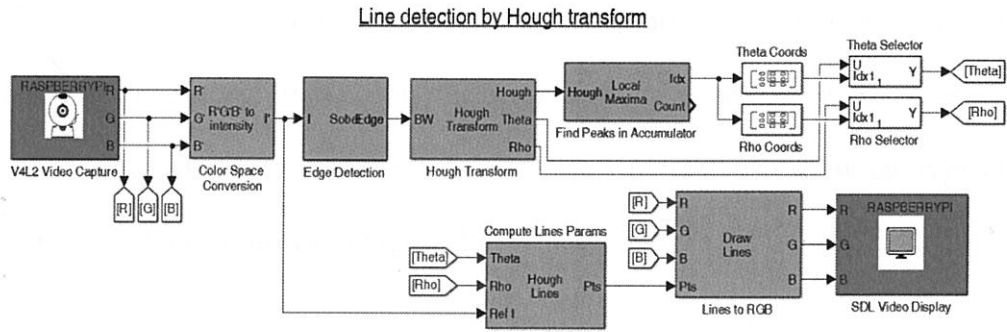 Line detection by Hough transform
RASPBERRYPI
R
G
B
V4L2 Video Capture
[R]
[G]
[B]
R'
G'
B'
R'G'B' to
intensity
I'
Color Space
Conversion
I
Sobel
Edge
Edge Detection
BW
Hough
Transform
Hough
Theta
Rho
Hough Transform
Hough
Local
Maxima
Idx
Count
Find Peaks in Accumulator
Theta Coords
Rho Coords
Theta Selector
U
Idx1
1
Y
[Theta]
U
Idx1
1
Y
[Rho]
Rho Selector
Compute Lines Params
[Theta]
[Rho]
Theta
Rho
Ref I
Hough
Lines
Pts
[R]
[G]
[B]
R
G
B
Pts
Draw
Lines
R
G
B
Lines to RGB
RASPBERRYPI
R
G
B
SDL Video Display